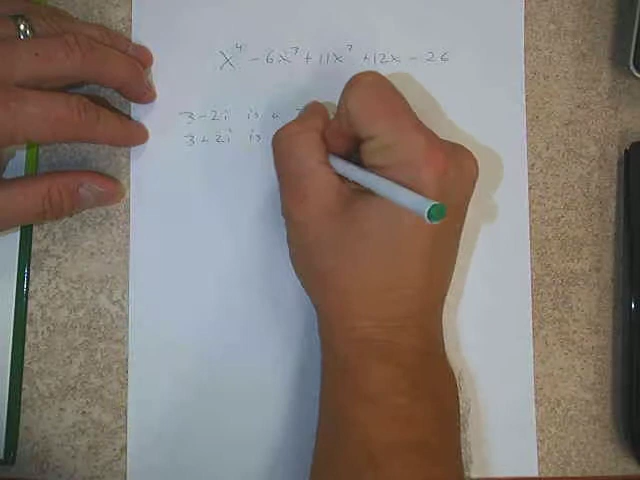 x⁴ - 6x³ + 11x² + 12x - 26
3 - 2i is a
3 + 2i is